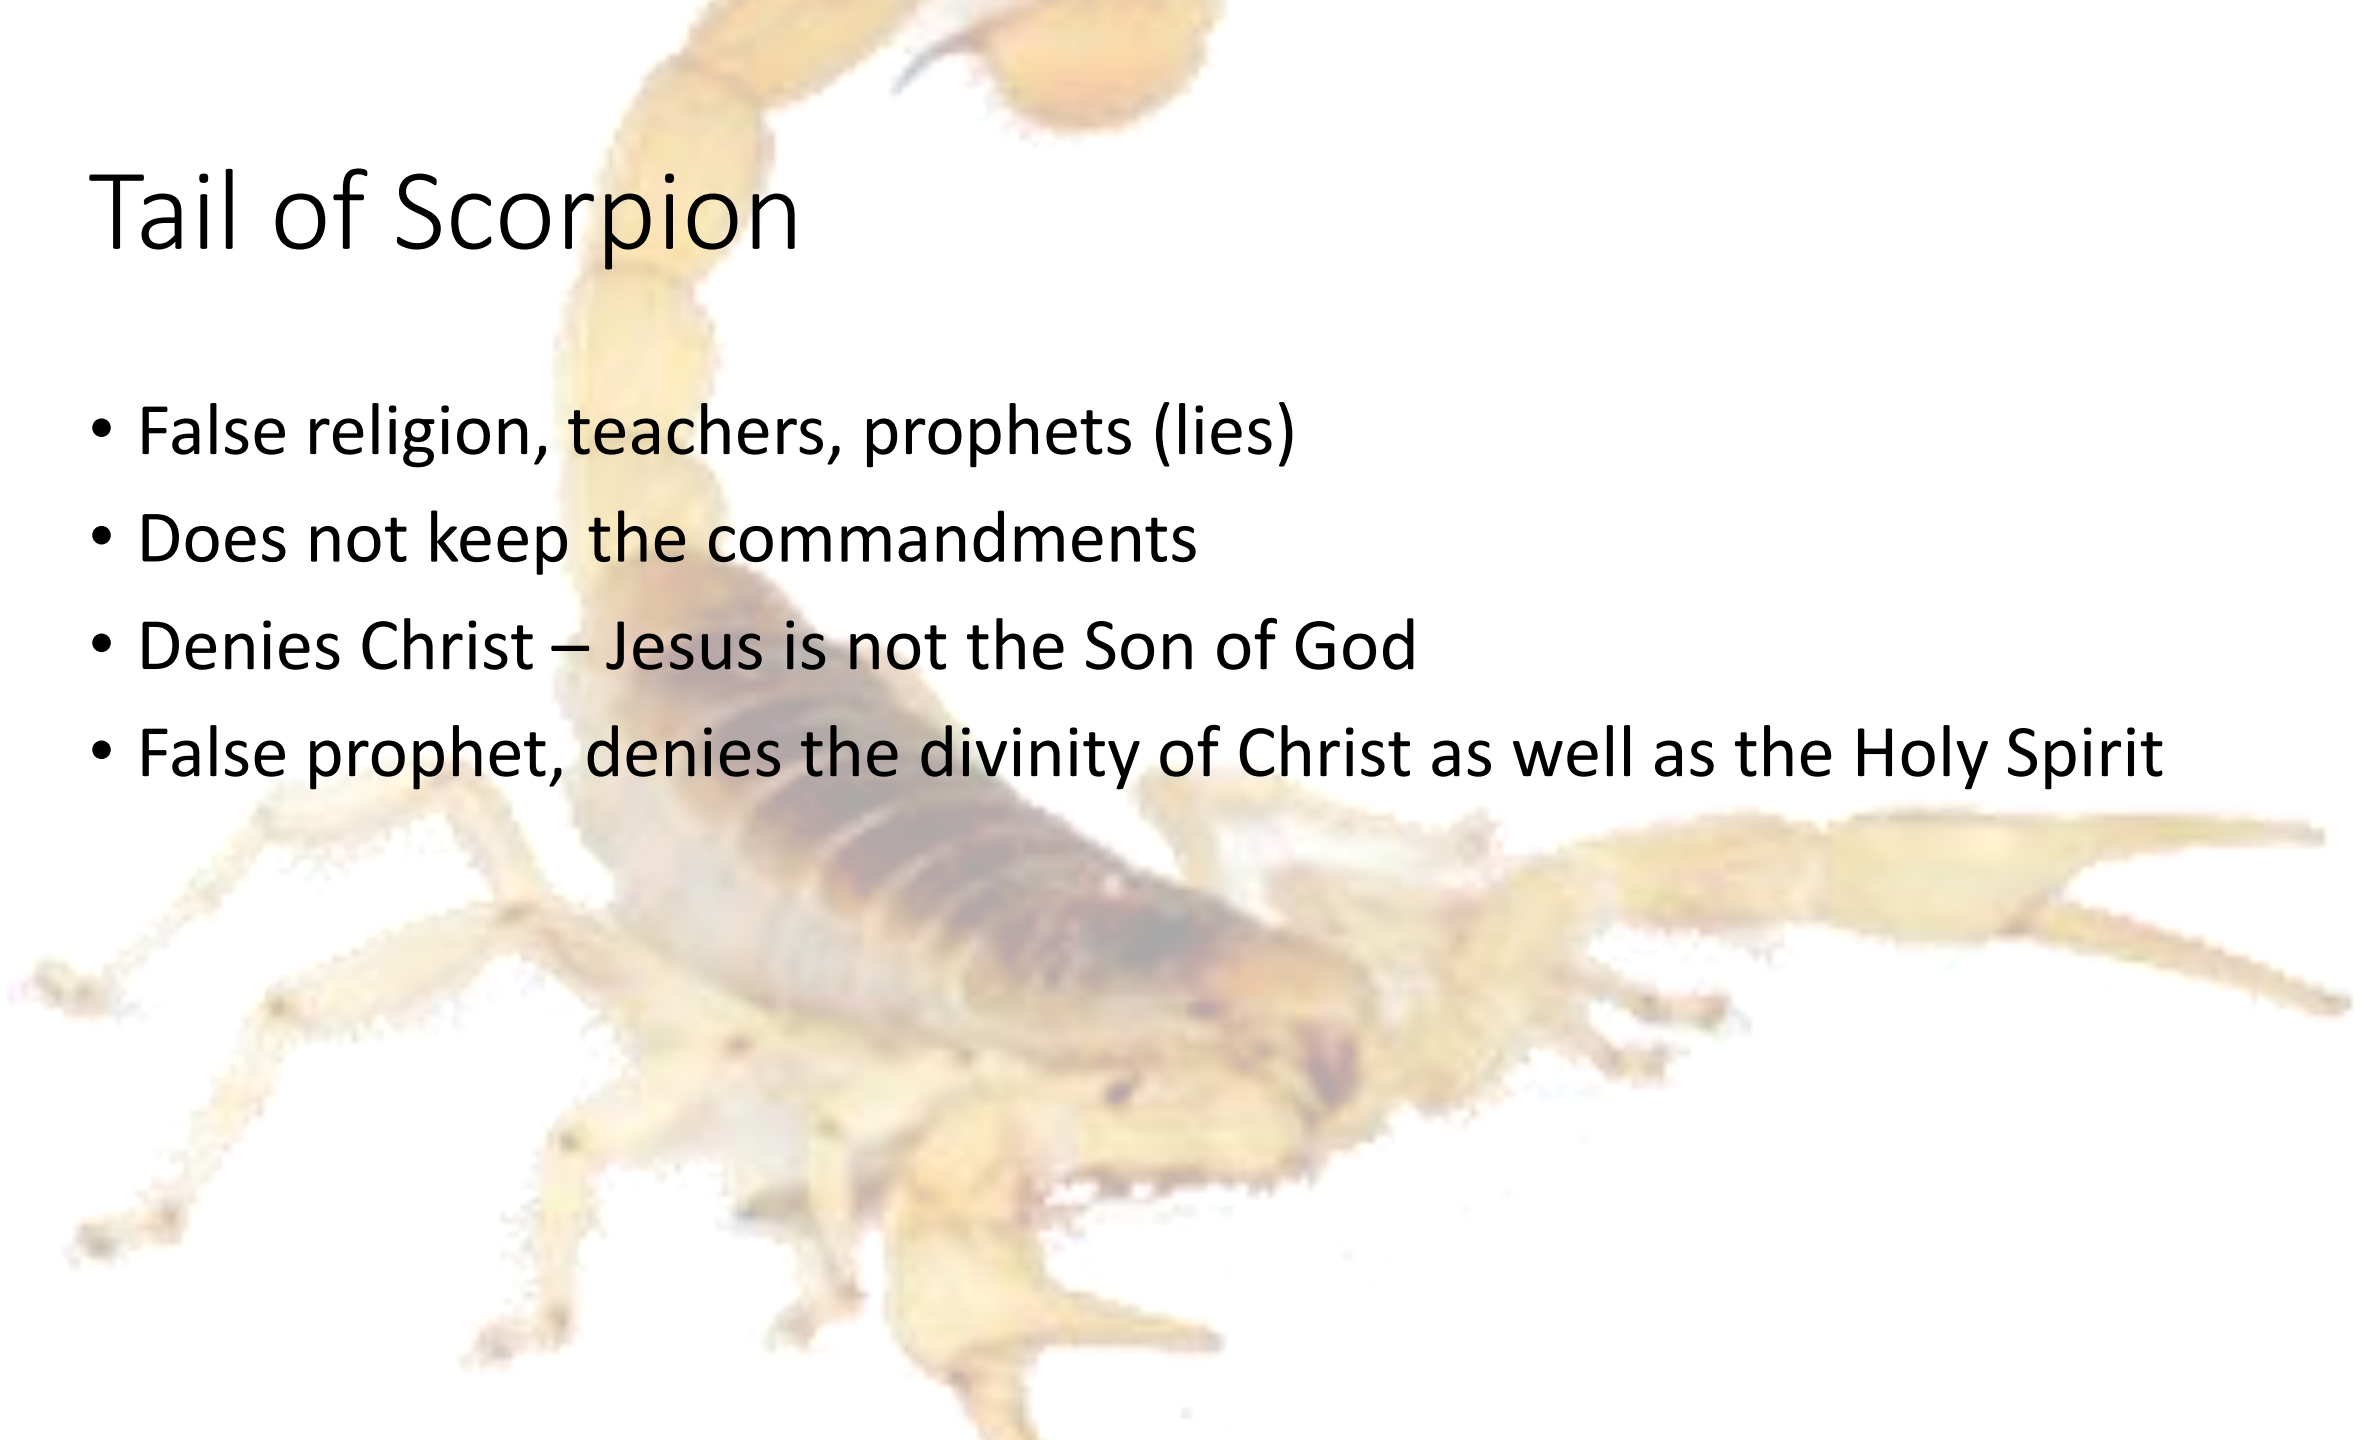 Tail of Scorpion
• False religion, teachers, prophets (lies)
• Does not keep the commandments
• Denies Christ – Jesus is not the Son of God
• False prophet, denies the divinity of Christ as well as the Holy Spirit